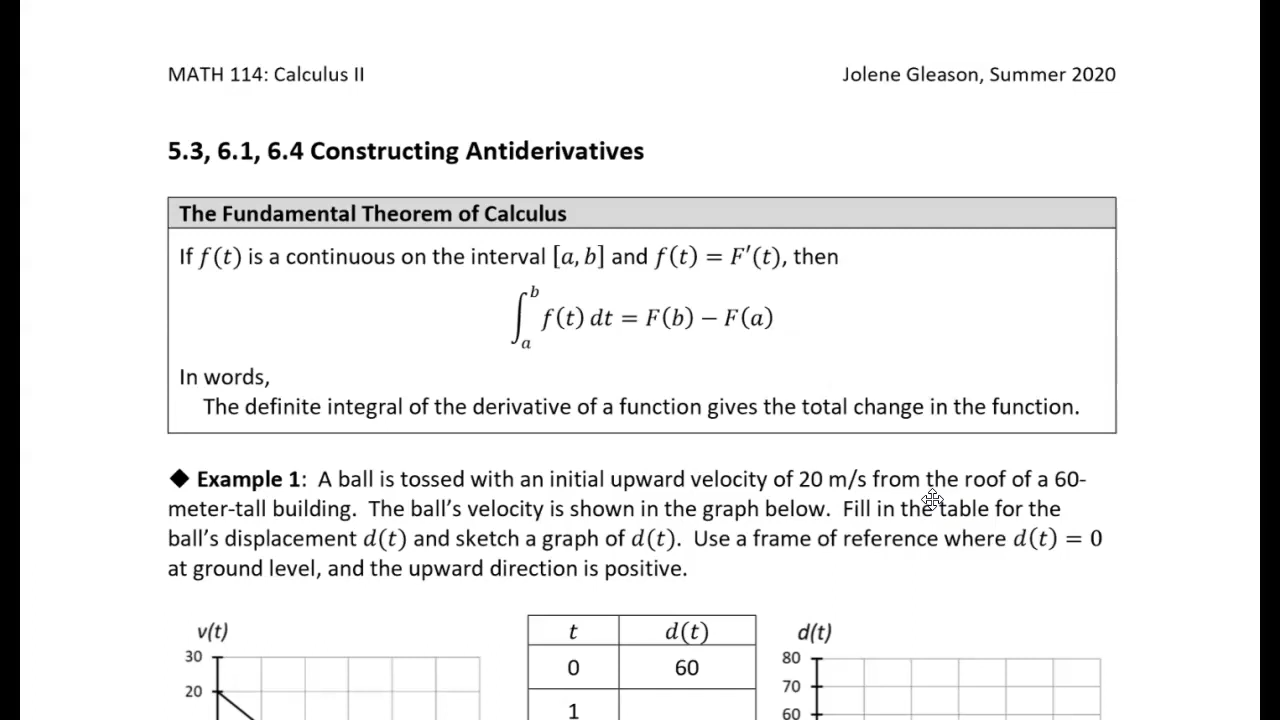 MATH 114: Calculus II
Jolene Gleason, Summer 2020
5.3, 6.1, 6.4 Constructing Antiderivatives
The Fundamental Theorem of Calculus
If f(t) is a continuous on the interval [a, b] and f(t) = F′(t), then
∫_a^b f(t) dt = F(b) − F(a)
In words,
The definite integral of the derivative of a function gives the total change in the function.
◆ Example 1: A ball is tossed with an initial upward velocity of 20 m/s from the roof of a 60-
meter-tall building. The ball’s velocity is shown in the graph below. Fill in the table for the
ball’s displacement d(t) and sketch a graph of d(t). Use a frame of reference where d(t) = 0
at ground level, and the upward direction is positive.
v(t)
30
20
t d(t)
0 60
1
d(t)
80
70
60